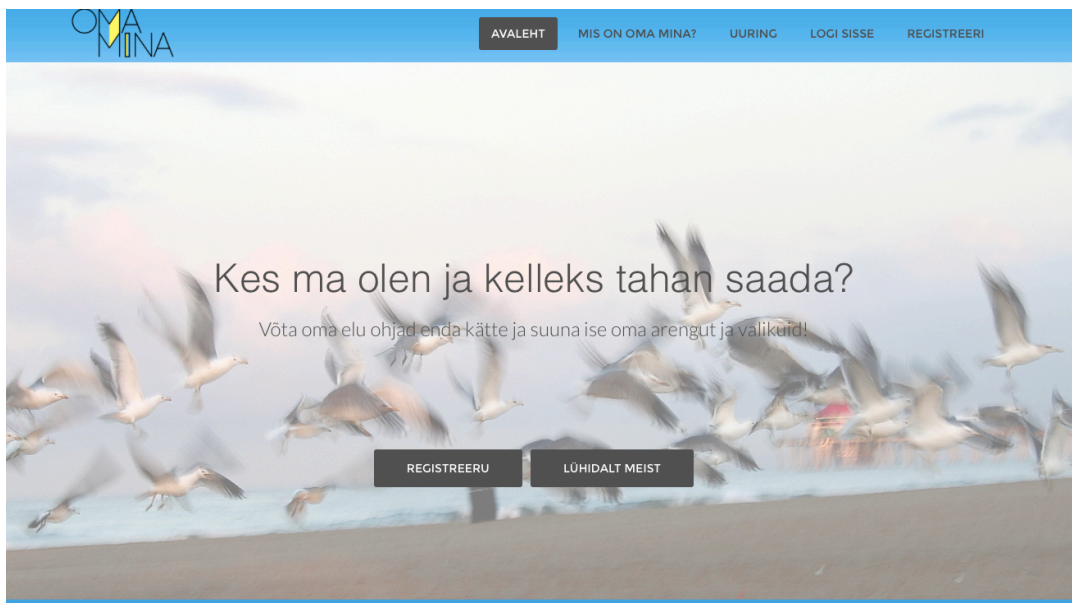 OMA
MINA
AVALEHT MIS ON OMA MINA? UURING LOGI SISSE REGISTREERI
Kes ma olen ja kelleks tahan saada?
Võta oma elu ohjad enda kätte ja suuna ise oma arengut ja valikuid!
REGISTREERU LÜHIDALT MEIST